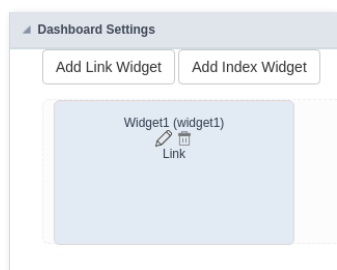 Dashboard Settings
Add Link Widget Add Index Widget
Widget1 (widget1)
Link